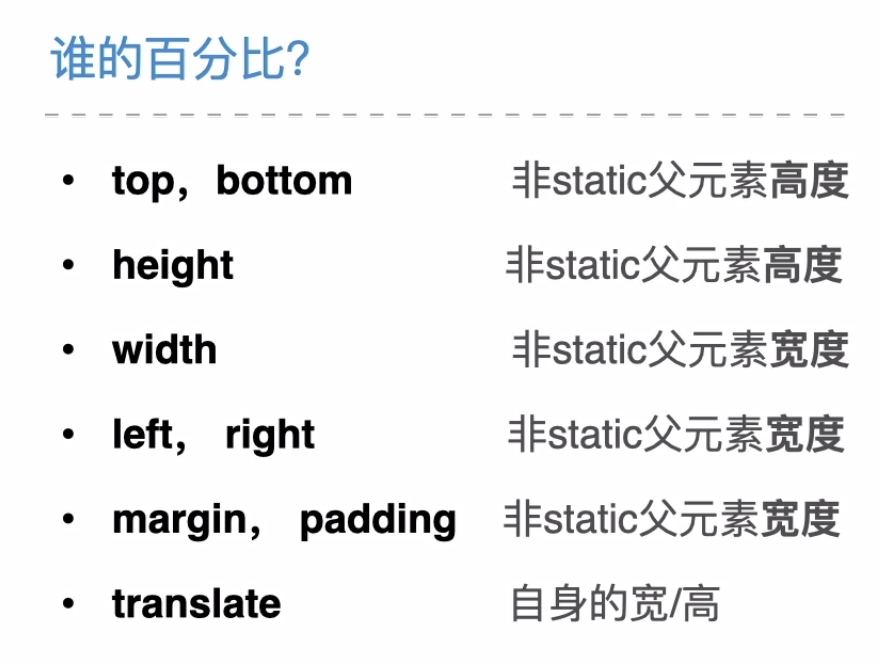 谁的百分比?
• top，bottom 非static父元素高度
• height 非static父元素高度
• width 非static父元素宽度
• left， right 非static父元素宽度
• margin， padding 非static父元素宽度
• translate 自身的宽/高